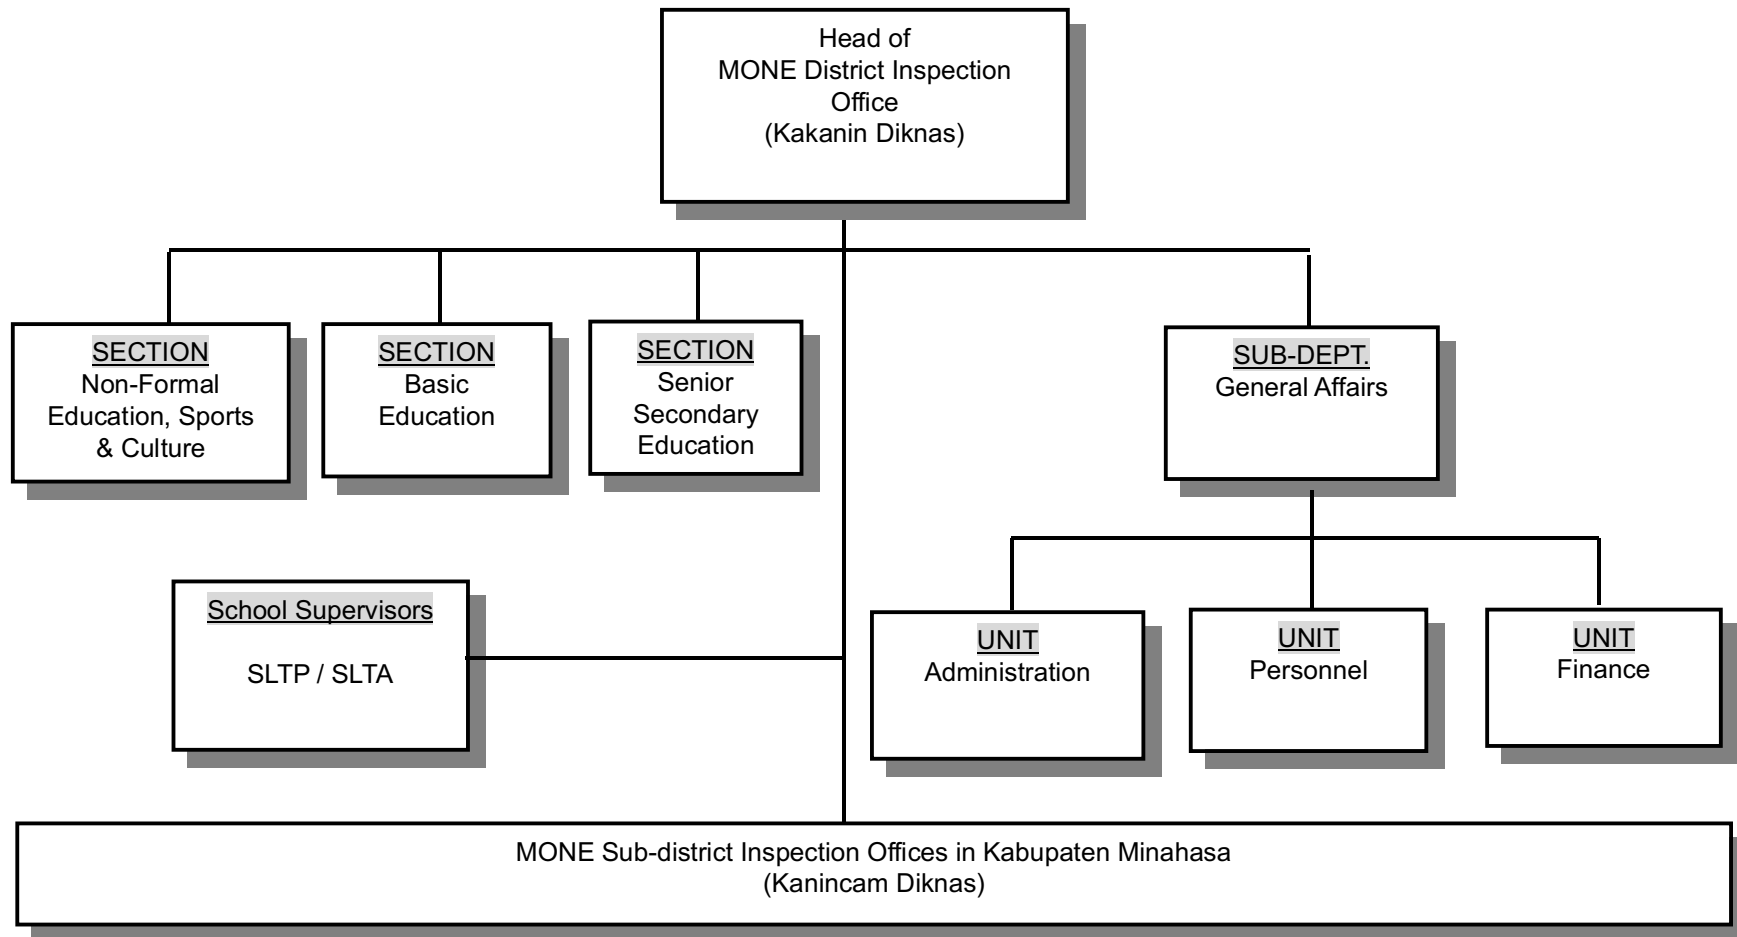 Head of
MONE District Inspection
Office
(Kakanin Diknas)
SECTION
Non-Formal
Education, Sports
& Culture
SECTION
Basic
Education
SECTION
Senior
Secondary
Education
SUB-DEPT.
General Affairs
School Supervisors
SLTP / SLTA
UNIT
Administration
UNIT
Personnel
UNIT
Finance
MONE Sub-district Inspection Offices in Kabupaten Minahasa
(Kanincam Diknas)